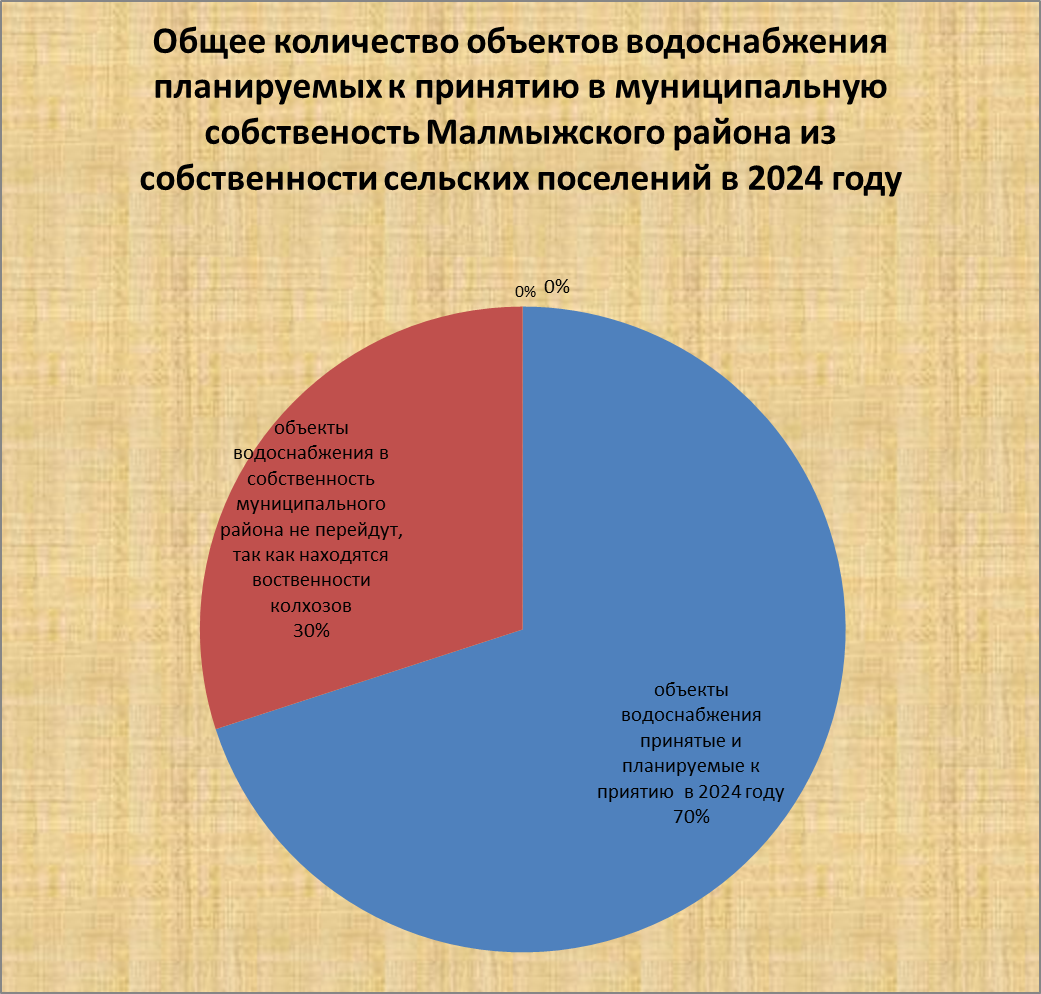 Общее количество объектов водоснабжения
планируемых к принятию в муниципальную
собственость Малмыжского района из
собственности сельских поселений в 2024 году
0% 0%
объекты
водоснабжения в
собственность
муниципального
района не перейдут,
так как находятся
воственности
колхозов
30%
объекты
водоснабжения
принятые и
планируемые к
приятию в 2024 году
70%